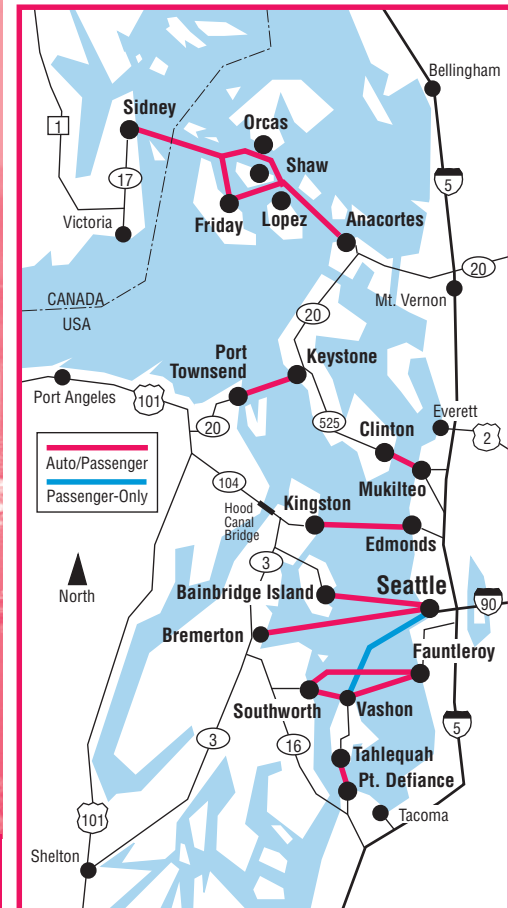 Bellingham
Sidney
Orcas
1
Shaw
17
5
Friday
Lopez
Victoria
Anacortes
20
CANADA
USA
Mt. Vernon
20
Port
Townsend
Keystone
Port Angeles
101
20
525
Everett
2
Clinton
Auto/Passenger
Passenger-Only
Mukilteo
104
Hood
Canal
Bridge
Kingston
Edmonds
3
North
Bainbridge Island
Seattle
90
Bremerton
Fauntleroy
Southworth
Vashon
5
3
16
Tahlequah
Pt. Defiance
101
Tacoma
Shelton